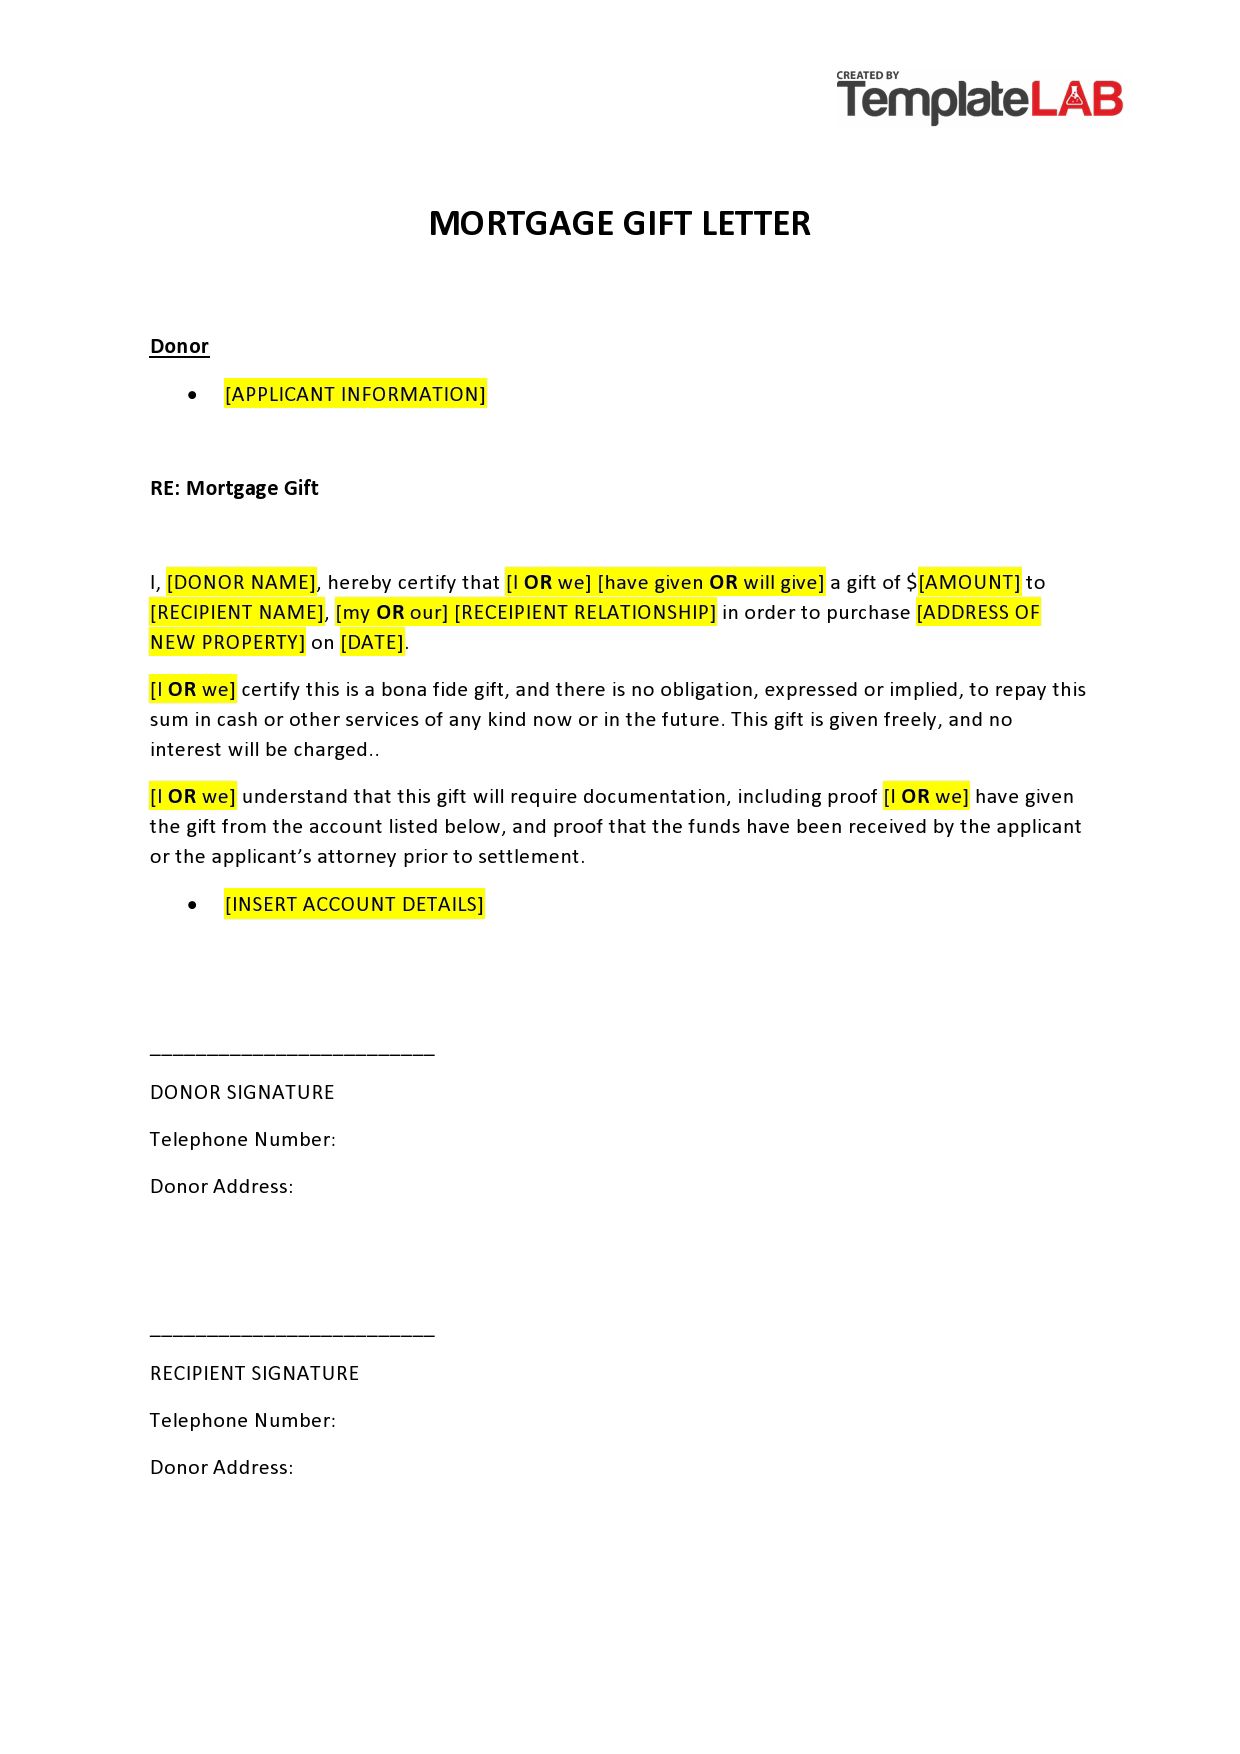 CREATED BY
TemplateLAB
MORTGAGE GIFT LETTER
Donor
• [APPLICANT INFORMATION]
RE: Mortgage Gift
I, [DONOR NAME], hereby certify that [I OR we] [have given OR will give] a gift of $[AMOUNT] to
[RECIPIENT NAME], [my OR our] [RECEIPIENT RELATIONSHIP] in order to purchase [ADDRESS OF
NEW PROPERTY] on [DATE].
[I OR we] certify this is a bona fide gift, and there is no obligation, expressed or implied, to repay this
sum in cash or other services of any kind now or in the future. This gift is given freely, and no
interest will be charged..
[I OR we] understand that this gift will require documentation, including proof [I OR we] have given
the gift from the account listed below, and proof that the funds have been received by the applicant
or the applicant’s attorney prior to settlement.
• [INSERT ACCOUNT DETAILS]
_________________________
DONOR SIGNATURE
Telephone Number:
Donor Address:
_________________________
RECIPIENT SIGNATURE
Telephone Number:
Donor Address: